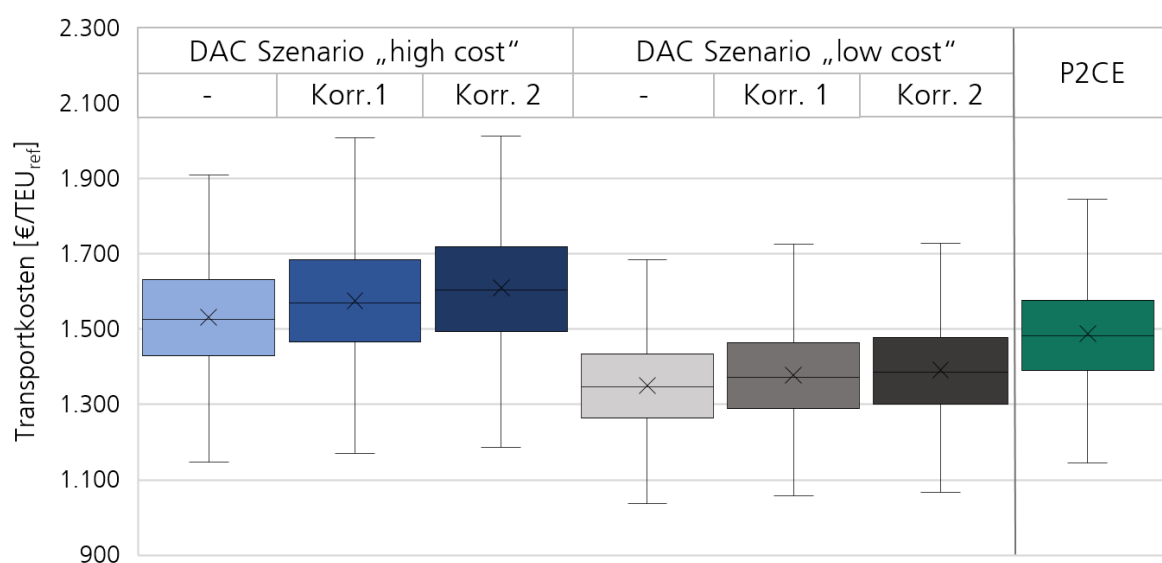 DAC Szenario „high cost“
DAC Szenario „low cost“
P2CE
-
Korr.1
Korr. 2
-
Korr. 1
Korr. 2
Transportkosten [€/TEUref]
2.300
2.100
1.900
1.700
1.500
1.300
1.100
900